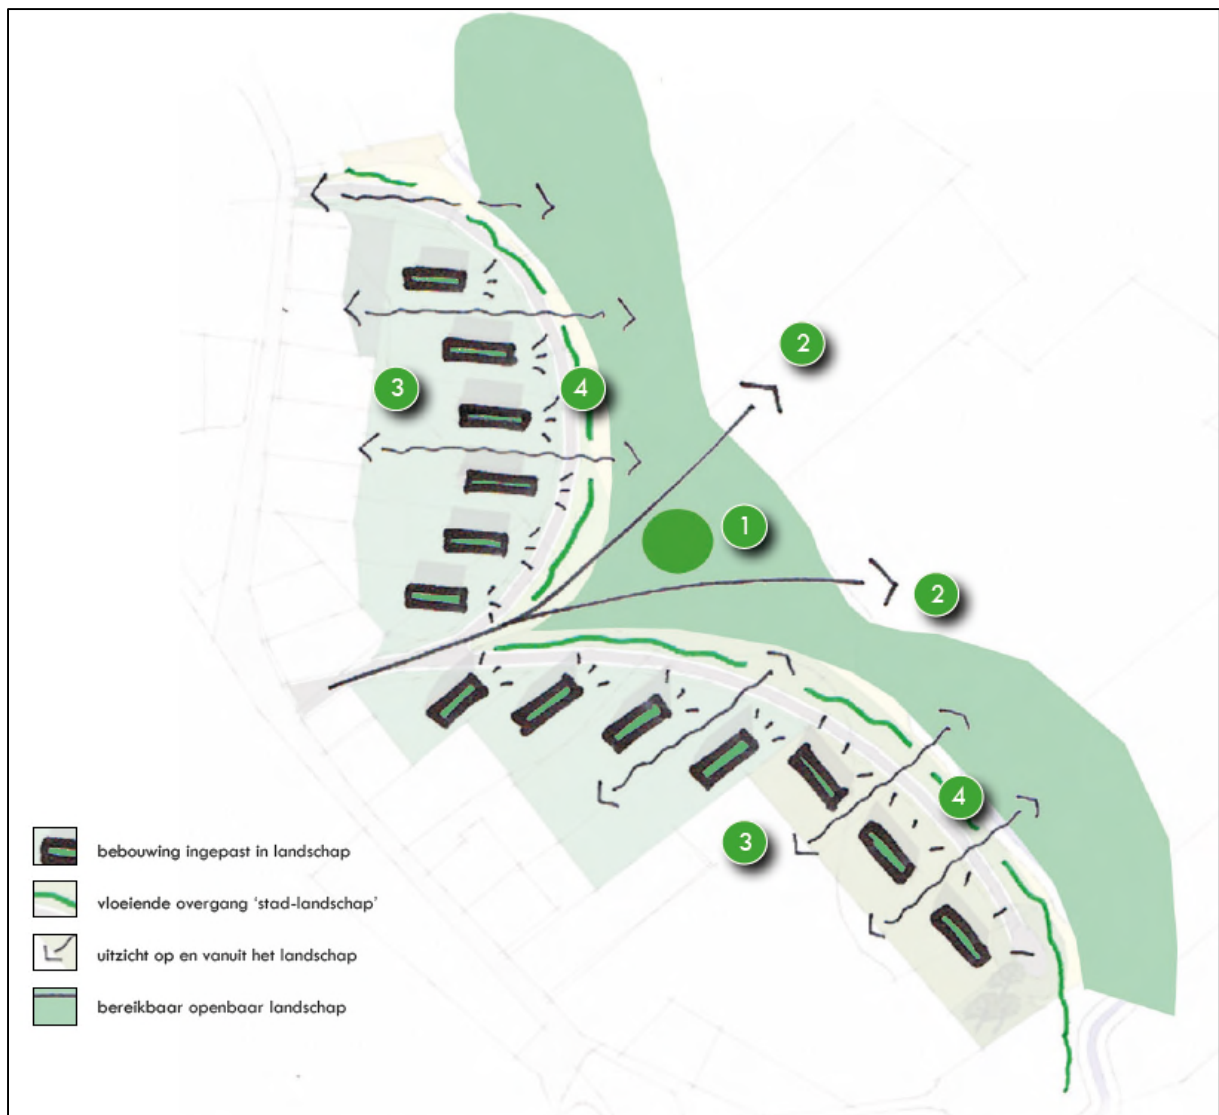 2
3
4
1
2
4
3
bebouwing ingepast in landschap
vloeiende overgang 'stad-landschap'
uitzicht op en vanuit het landschap
bereikbaar openbaar landschap